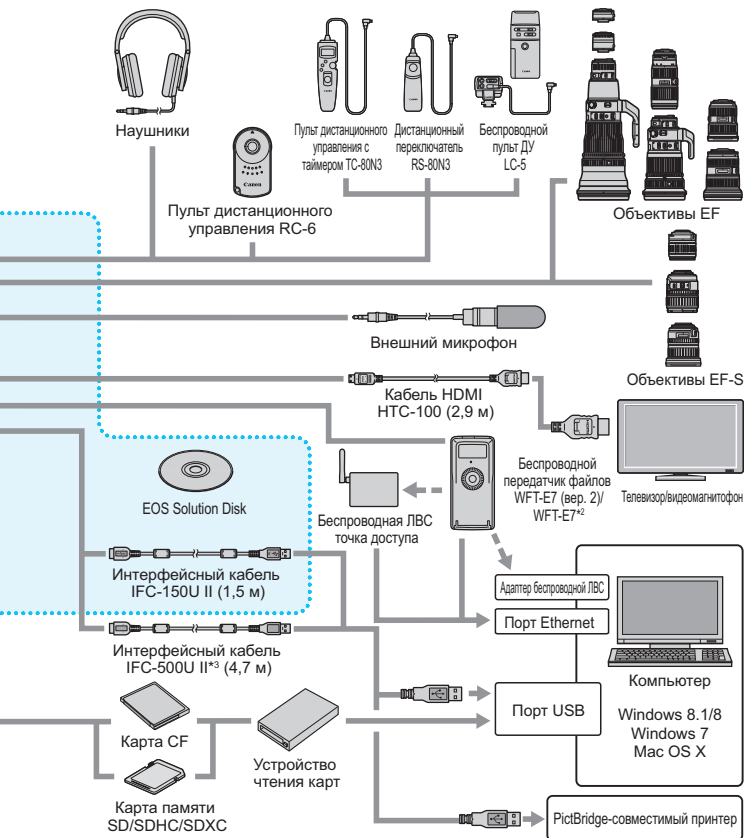 Наушники
Canon
Пульт дистанционного
управления RC-6
Пульт дистанционного
управления с
таймером TC-80N3
Дистанционный
переключатель
RS-80N3
Беспроводной
пульт ДУ
LC-5
Объективы EF
Объективы EF-S
Внешний микрофон
Кабель HDMI
HTC-100 (2,9 м)
Телевизор/видеомагнитофон
Беспроводной
передатчик файлов
WFT-E7 (вер. 2)/
WFT-E7*2
Беспроводная ЛВС
точка доступа
EOS Solution Disk
Интерфейсный кабель
IFC-150U II (1,5 м)
Интерфейсный кабель
IFC-500U II*3 (4,7 м)
Адаптер беспроводной ЛВС
Порт Ethernet
Порт USB
Компьютер
Windows 8.1/8
Windows 7
Mac OS X
Карта CF
Карта памяти
SD/SDHC/SDXC
Устройство
чтения карт
PictBridge-совместимый принтер